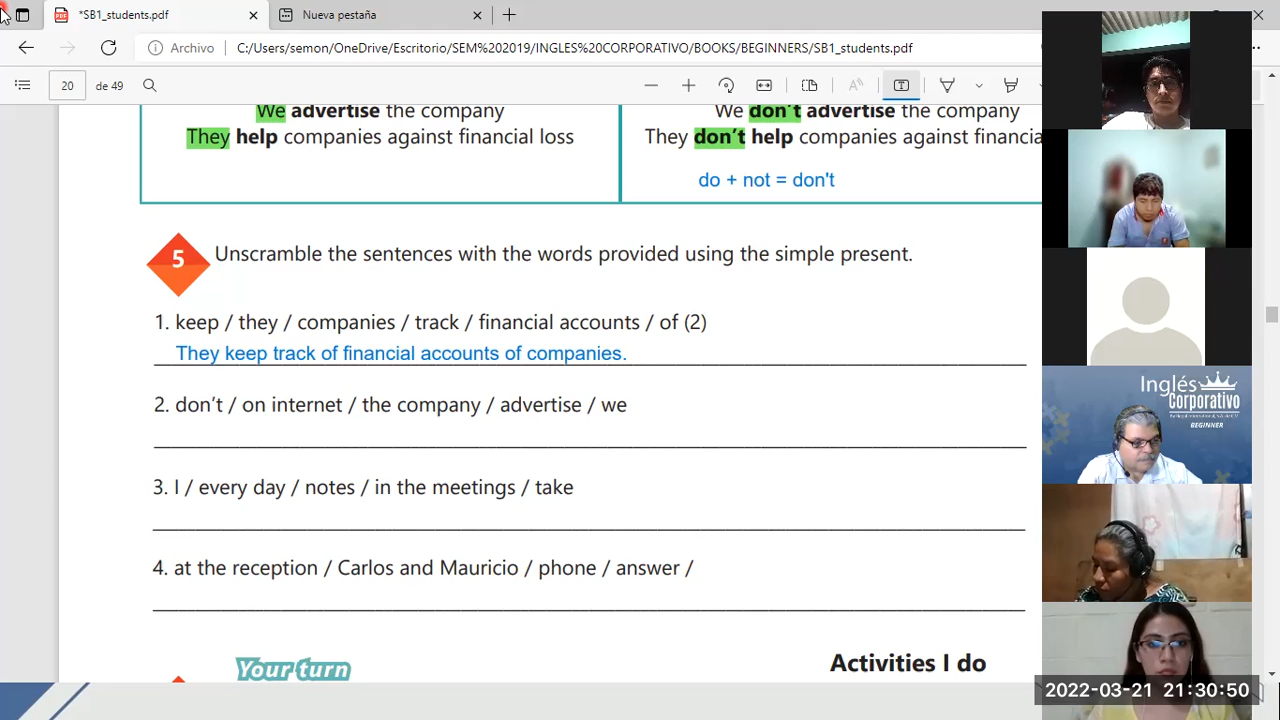 *SB1_students.pdf
Nueva pestaña
Archivo
C:/Users/semon/OneDrive/Escritorio/SEM%202019/INGLES%20CORPORATIVO/BOOKS/BEGINNERS/SB1_students.pdf
20 de 49
We advertise the company
They help companies against financial loss
We don't advertise the company
They don't help companies against financia
do + not = don't
5 Unscramble the sentences with the words provided using the simple present.
1. keep / they / companies / track / financial accounts / of (2)
They keep track of financial accounts of companies.
2. don't / on internet / the company / advertise / we
3. I / every day / notes / in the meetings / take
4. at the reception / Carlos and Mauricio / phone / answer /
Your turn
Activities I do
Inglés
Corporativo
BEGINNER
2022-03-21 21:30:50